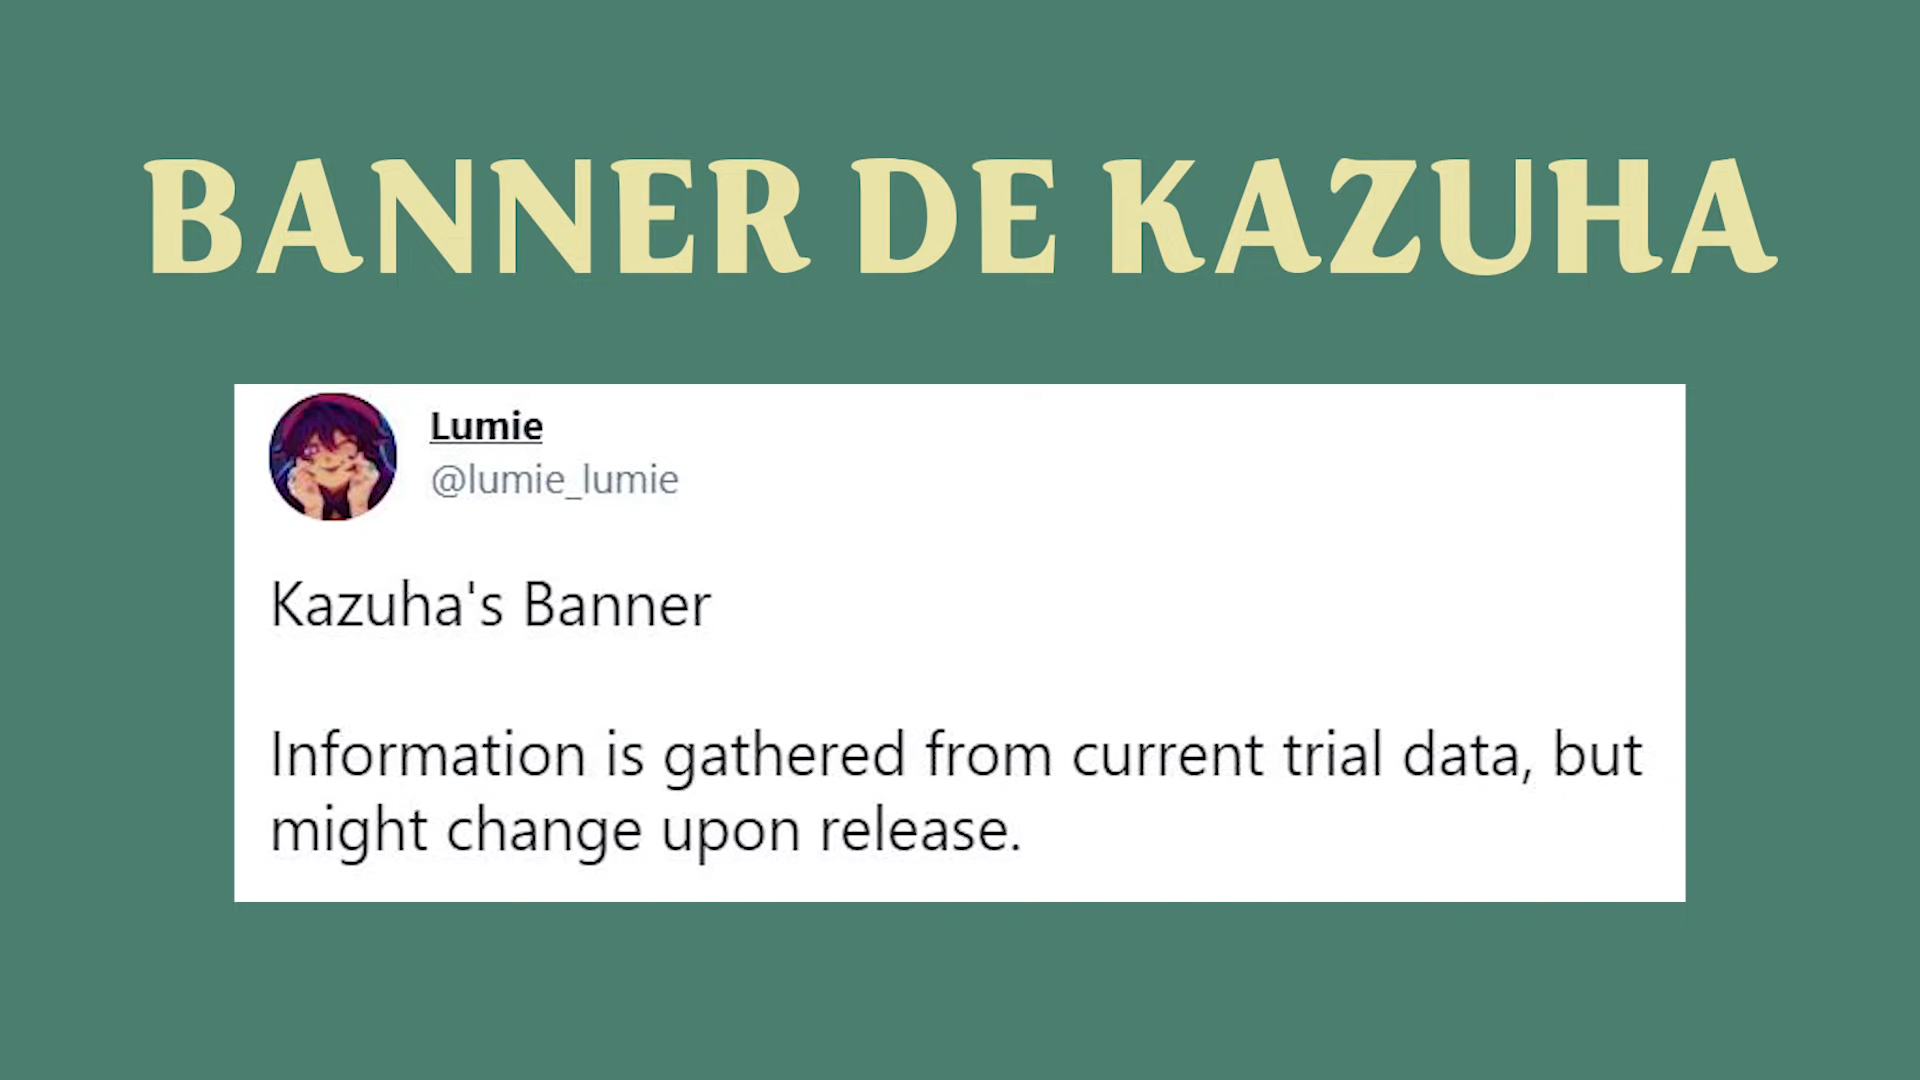 BANNER DE KAZUHA
Lumie
@lumie_lumie
Kazuha's Banner
Information is gathered from current trial data, but
might change upon release.